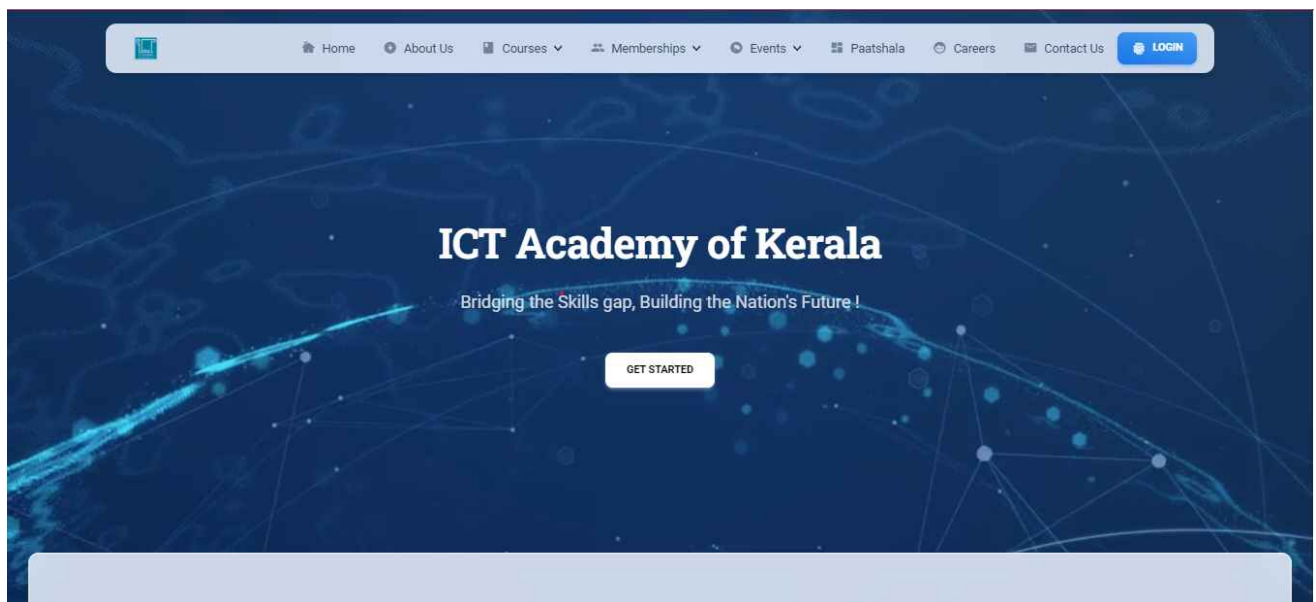 Home About Us Courses Memberships Events Paatshala Careers Contact Us LOGIN
ICT Academy of Kerala
Bridging the Skills gap, Building the Nation's Future !
GET STARTED